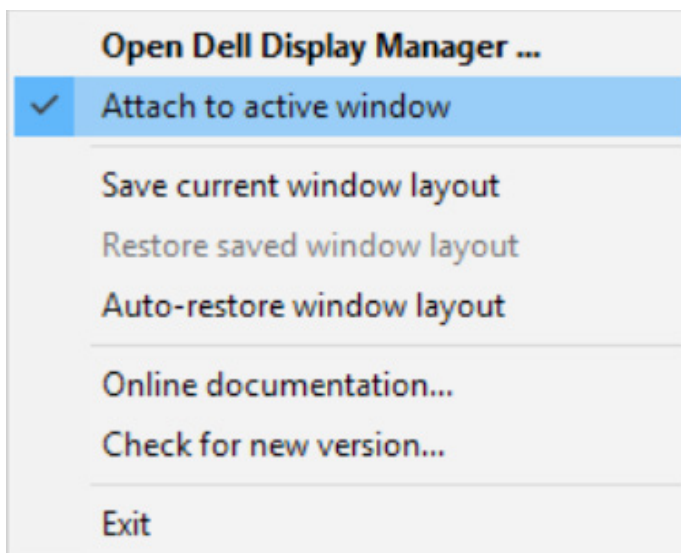 Open Dell Display Manager ...
Attach to active window
Save current window layout
Restore saved window layout
Auto-restore window layout
Online documentation...
Check for new version...
Exit